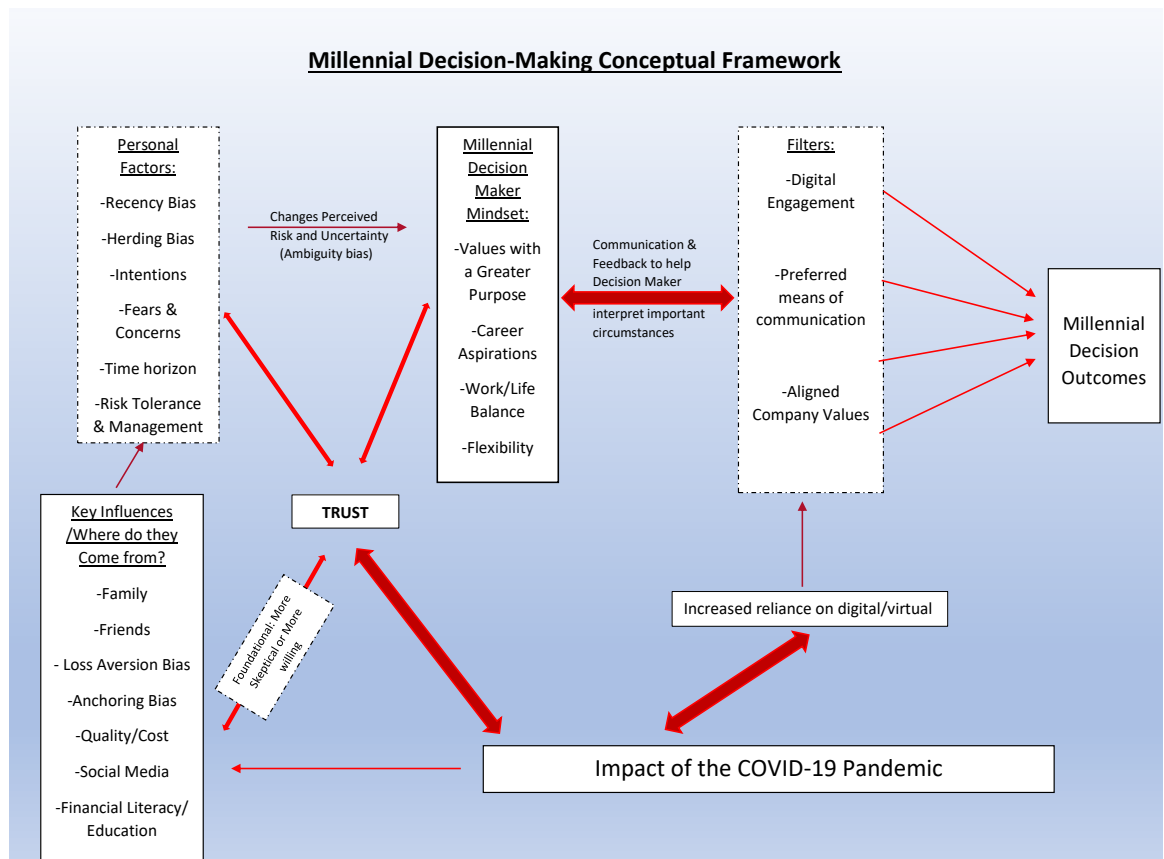 Millennial Decision-Making Conceptual Framework
Personal
Factors:
-Recency Bias
-Herding Bias
-Intentions
-Fears &
Concerns
-Time horizon
-Risk Tolerance
& Management
Changes Perceived
Risk and Uncertainty
(Ambiguity bias)
Millennial
Decision
Maker
Mindset:
-Values with
a Greater
Purpose
-Career
Aspirations
-Work/Life
Balance
-Flexibility
Communication &
Feedback to help
Decision Maker
interpret important
circumstances
Filters:
-Digital
Engagement
-Preferred
means of
communication
-Aligned
Company Values
Millennial
Decision
Outcomes
Key Influences
/Where do they
Come from?
-Family
-Friends
- Loss Aversion Bias
-Anchoring Bias
-Quality/Cost
-Social Media
-Financial Literacy/
Education
TRUST
Foundational: More
Skeptical or More
willing
Increased reliance on digital/virtual
Impact of the COVID-19 Pandemic